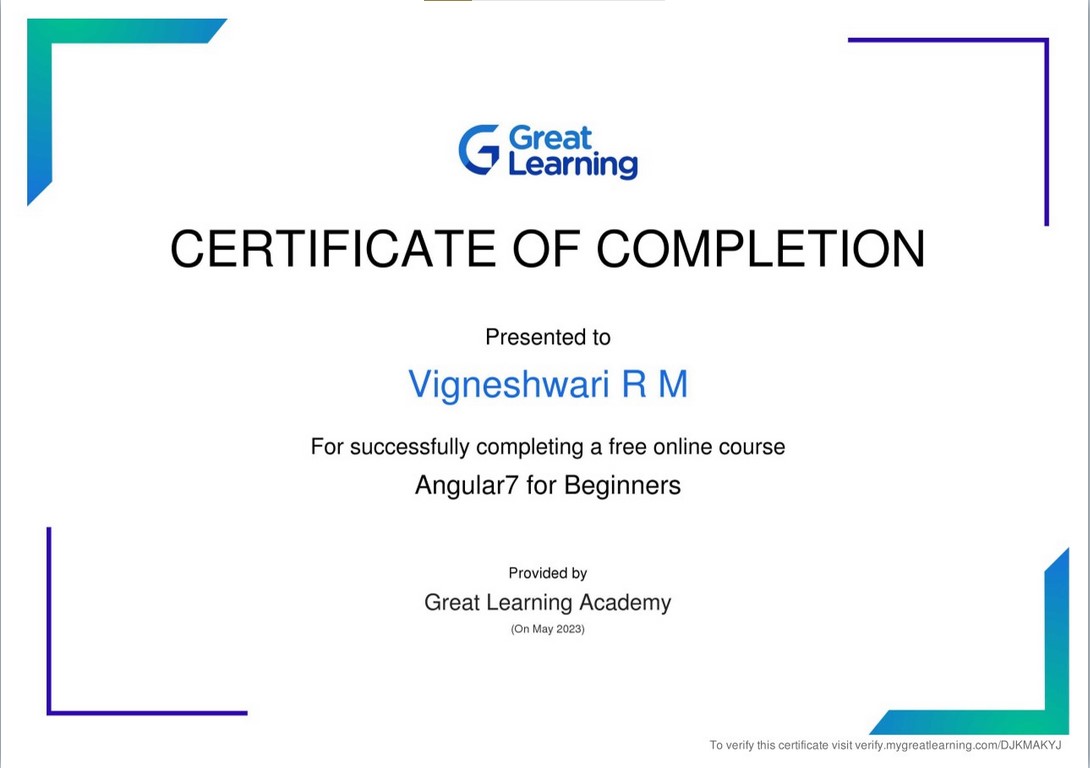 Great
Learning
CERTIFICATE OF COMPLETION
Presented to
Vigneshwari R M
For successfully completing a free online course
Angular7 for Beginners
Provided by
Great Learning Academy
(On May 2023)
To verify this certificate visit verify.mygreatlearning.com/DJKMAKYJ